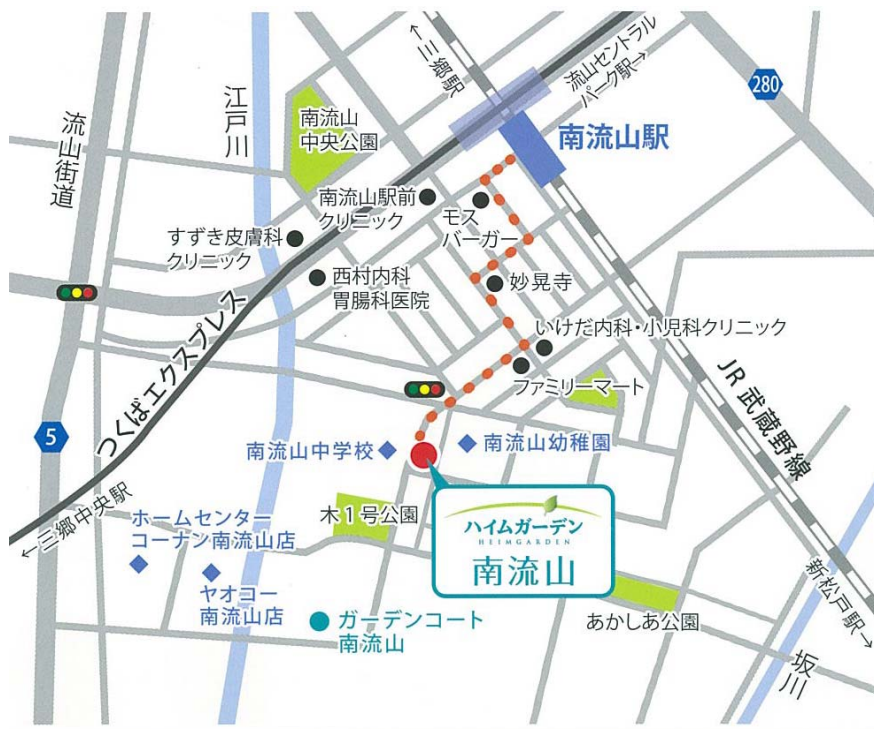 ←三郷駅
流山セントラル
パーク駅→
280
江戸川
流山街道
南流山
中央公園
南流山駅
南流山駅前
クリニック
モス
バーガー
すずき皮膚科
クリニック
西村内科
胃腸科医院
妙晃寺
いけだ内科・小児科クリニック
ファミリーマート
つくばエクスプレス
JR 武蔵野線
5
南流山中学校
南流山幼稚園
←三郷中央駅
木1号公園
ハイムガーデン
HEIMGARDEN
南流山
ホームセンター
コーナン南流山店
ヤオコー
南流山店
ガーデンコート
南流山
あかしあ公園
新松戸駅→
坂川